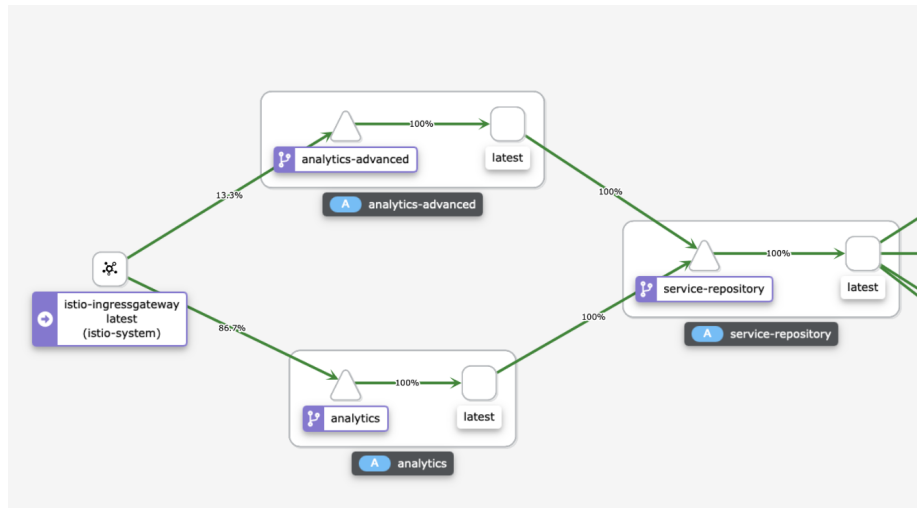 100%
analytics-advanced
latest
A analytics-advanced
13.3%
100%
istio-ingressgateway
latest
(istio-system)
100%
service-repository
latest
A service-repository
86.7%
100%
100%
analytics
latest
A analytics